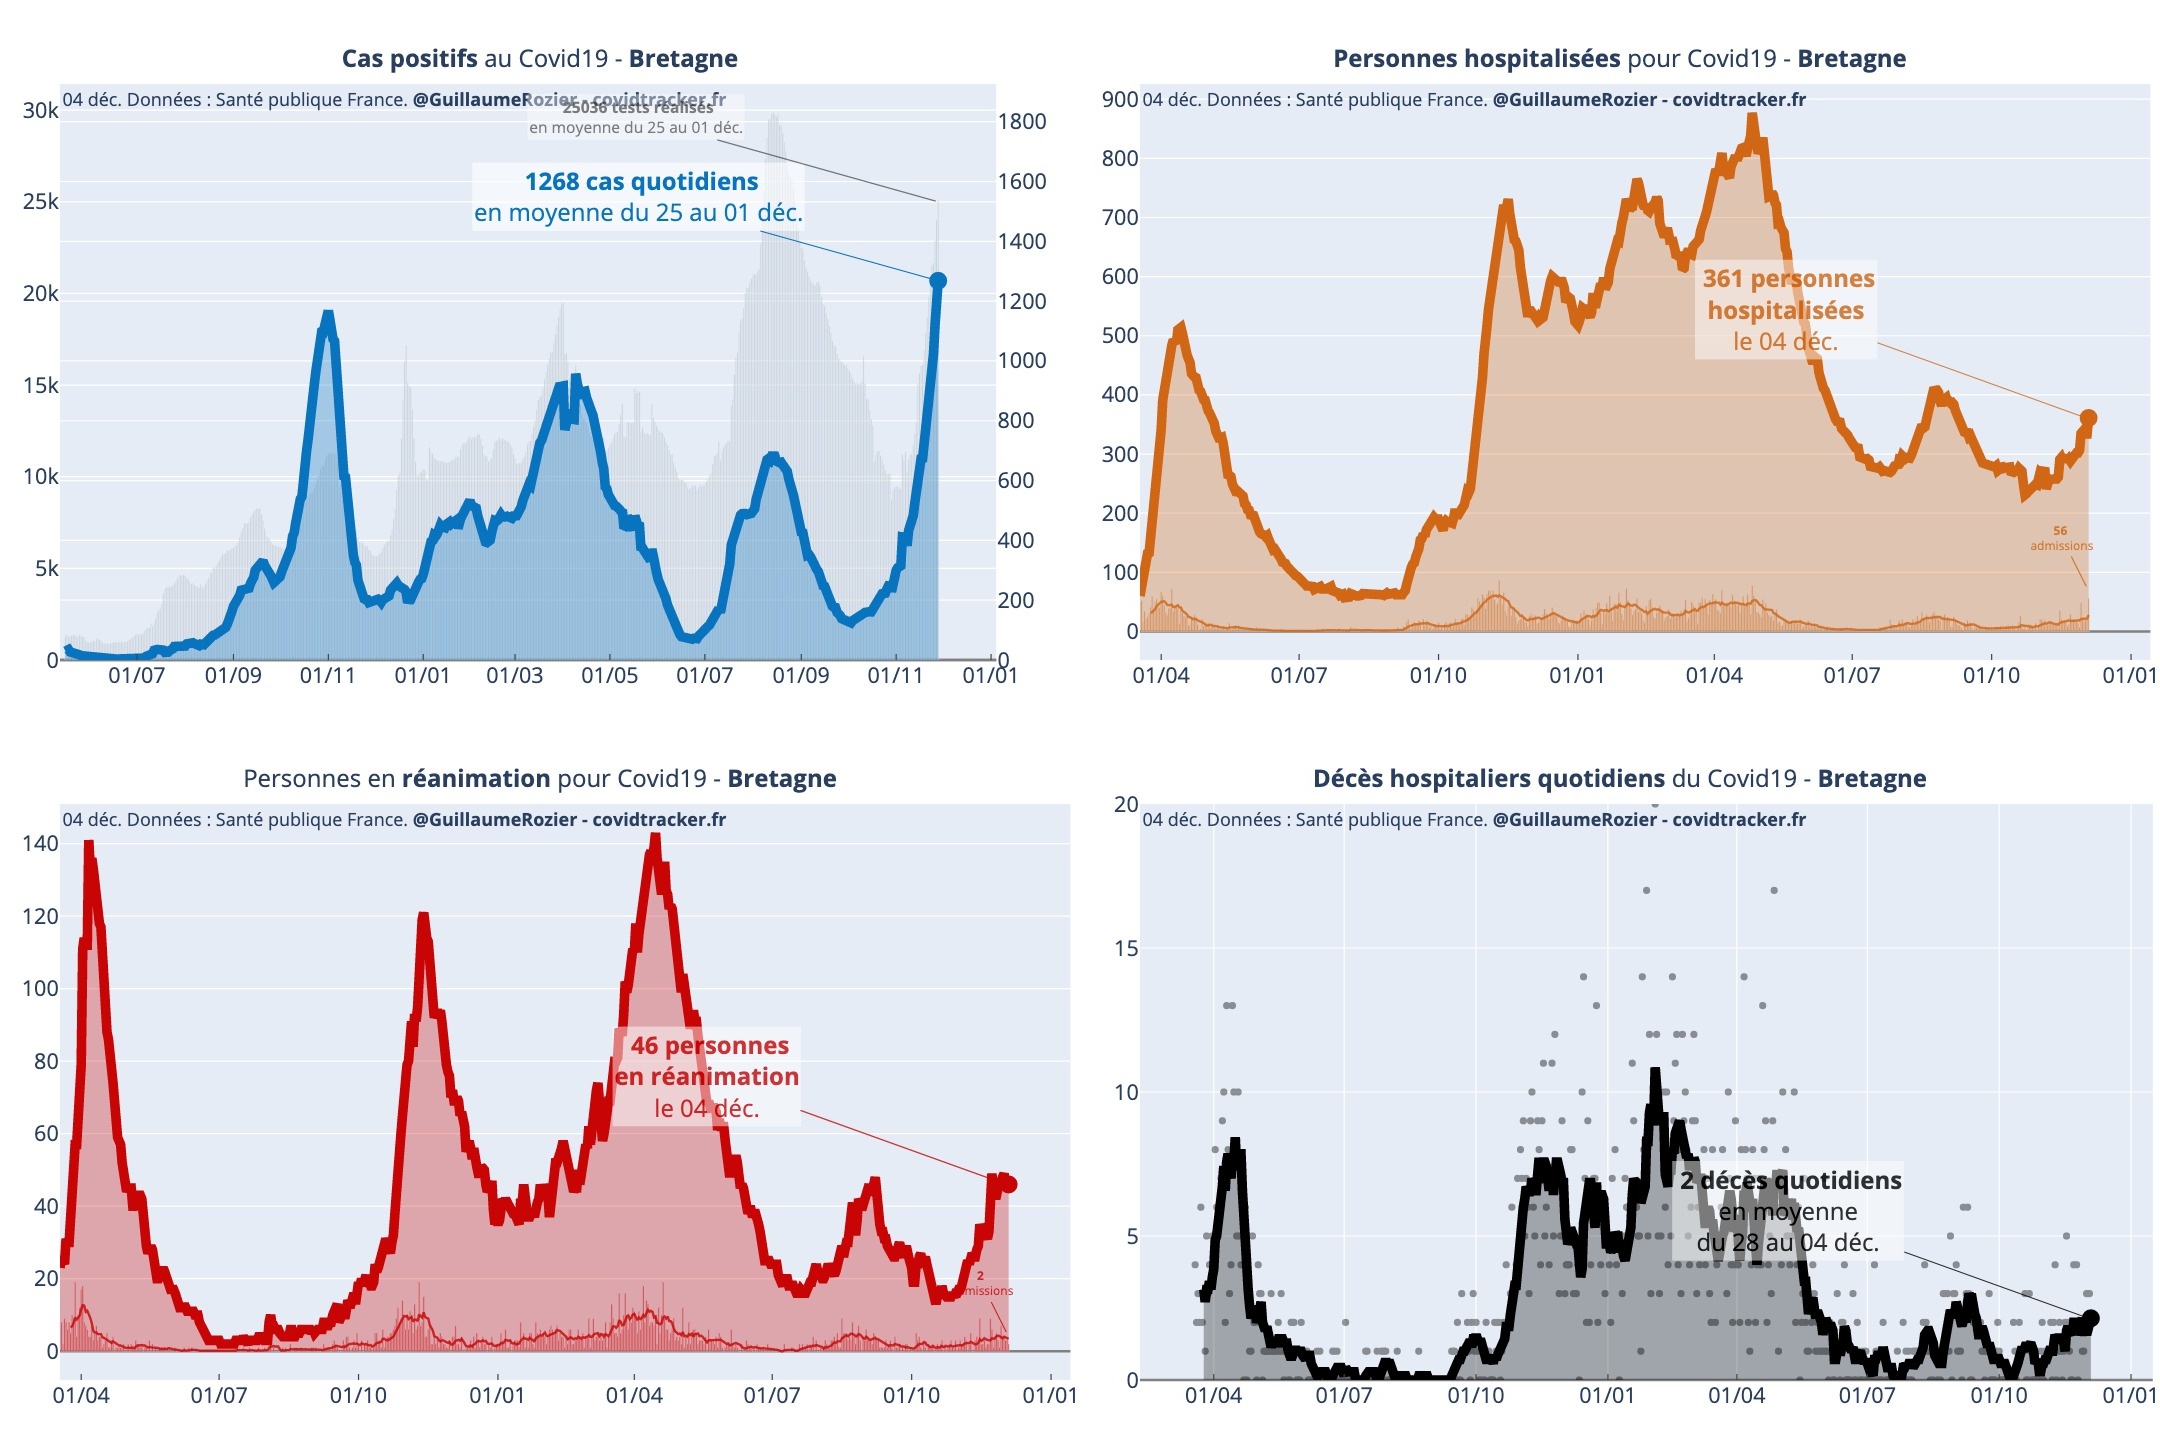 Cas positifs au Covid19 - Bretagne
04 déc. Données : Santé publique France. @GuillaumeRozier - covidtracker.fr
25036 tests réalisés
en moyenne du 25 au 01 déc.
1268 cas quotidiens
en moyenne du 25 au 01 déc.
30k
25k
20k
15k
10k
5k
0
1800
1600
1400
1200
1000
800
600
400
200
0
01/07 01/09 01/11 01/01 01/03 01/05 01/07 01/09 01/11 01/01
Personnes hospitalisées pour Covid19 - Bretagne
04 déc. Données : Santé publique France. @GuillaumeRozier - covidtracker.fr
900
800
700
600
500
400
300
200
100
0
361 personnes
hospitalisées
le 04 déc.
56
admissions
01/04 01/07 01/10 01/01 01/04 01/07 01/10 01/01
Personnes en réanimation pour Covid19 - Bretagne
04 déc. Données : Santé publique France. @GuillaumeRozier - covidtracker.fr
140
120
100
80
60
40
20
0
46 personnes
en réanimation
le 04 déc.
2
01/04 01/07 01/10 01/01 01/04 01/07 01/10 01/01
Décès hospitaliers quotidiens du Covid19 - Bretagne
04 déc. Données : Santé publique France. @GuillaumeRozier - covidtracker.fr
20
15
10
5
0
2 décès quotidiens
en moyenne
du 28 au 04 déc.
01/04 01/07 01/10 01/01 01/04 01/07 01/10 01/01